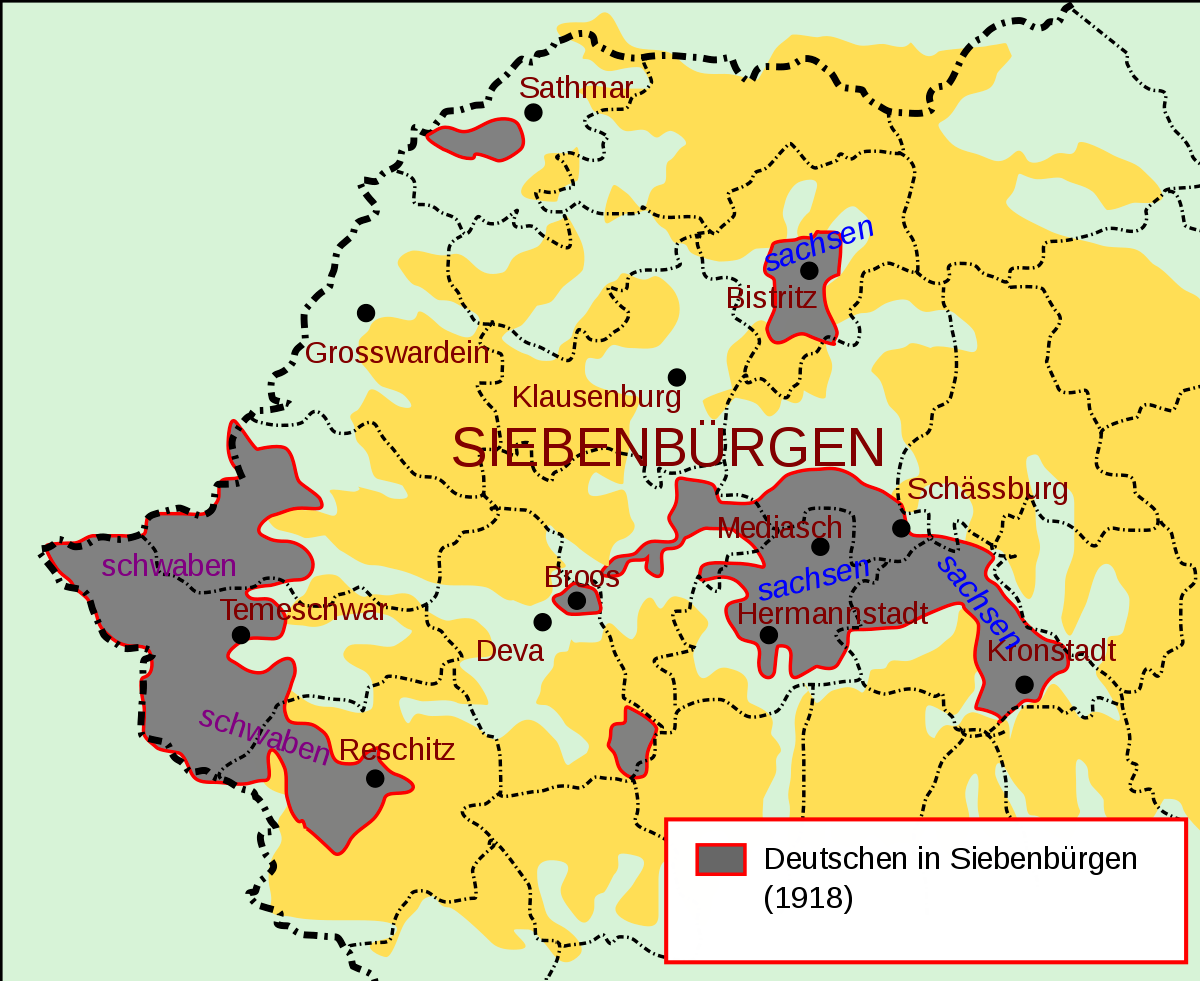 Sathmar
sachsen
Bistritz
Grosswardein
Klausenburg
SIEBENBÜRGEN
Schässburg
Mediasch
schwaben
Broos
sachsen
sachsen
Temeschwar
Hermannstadt
Deva
Kronstadt
schwaben
Reschitz
Deutschen in Siebenbürgen
(1918)